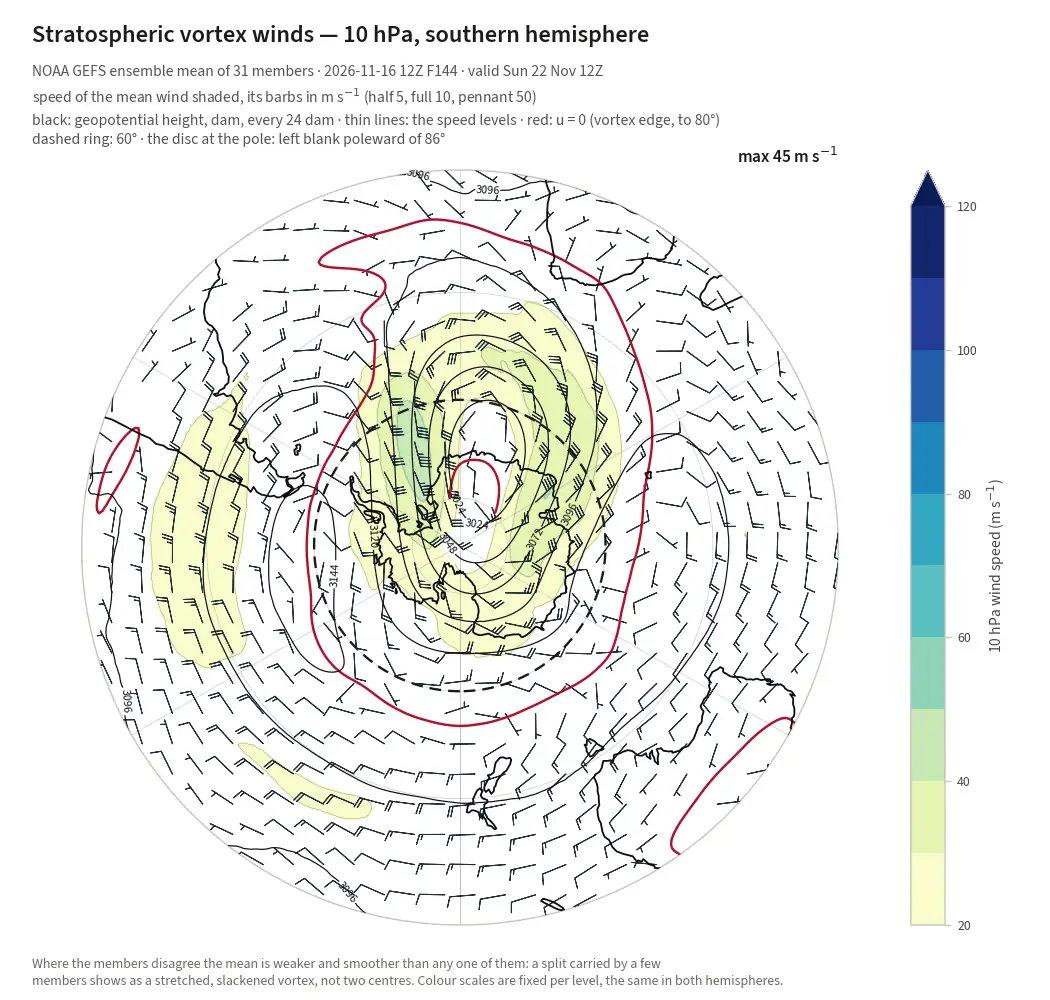 Stratospheric vortex winds — 10 hPa, southern hemisphere
NOAA GEFS ensemble mean of 31 members · 2026-11-16 12Z F144 · valid Sun 22 Nov 12Z
speed of the mean wind shaded, its barbs in m s⁻¹ (half 5, full 10, pennant 50)
black: geopotential height, dam, every 24 dam · thin lines: the speed levels · red: u = 0 (vortex edge, to 80°)
dashed ring: 60° · the disc at the pole: left blank poleward of 86°
max 45 m s⁻¹
3096
3096
120
100
80
60
40
20
10 hPa wind speed (m s⁻¹)
3024
3024
3048
3072
3096
3120
3144
3096
3096
Where the members disagree the mean is weaker and smoother than any one of them: a split carried by a few
members shows as a stretched, slackened vortex, not two centres. Colour scales are fixed per level, the same in both hemispheres.